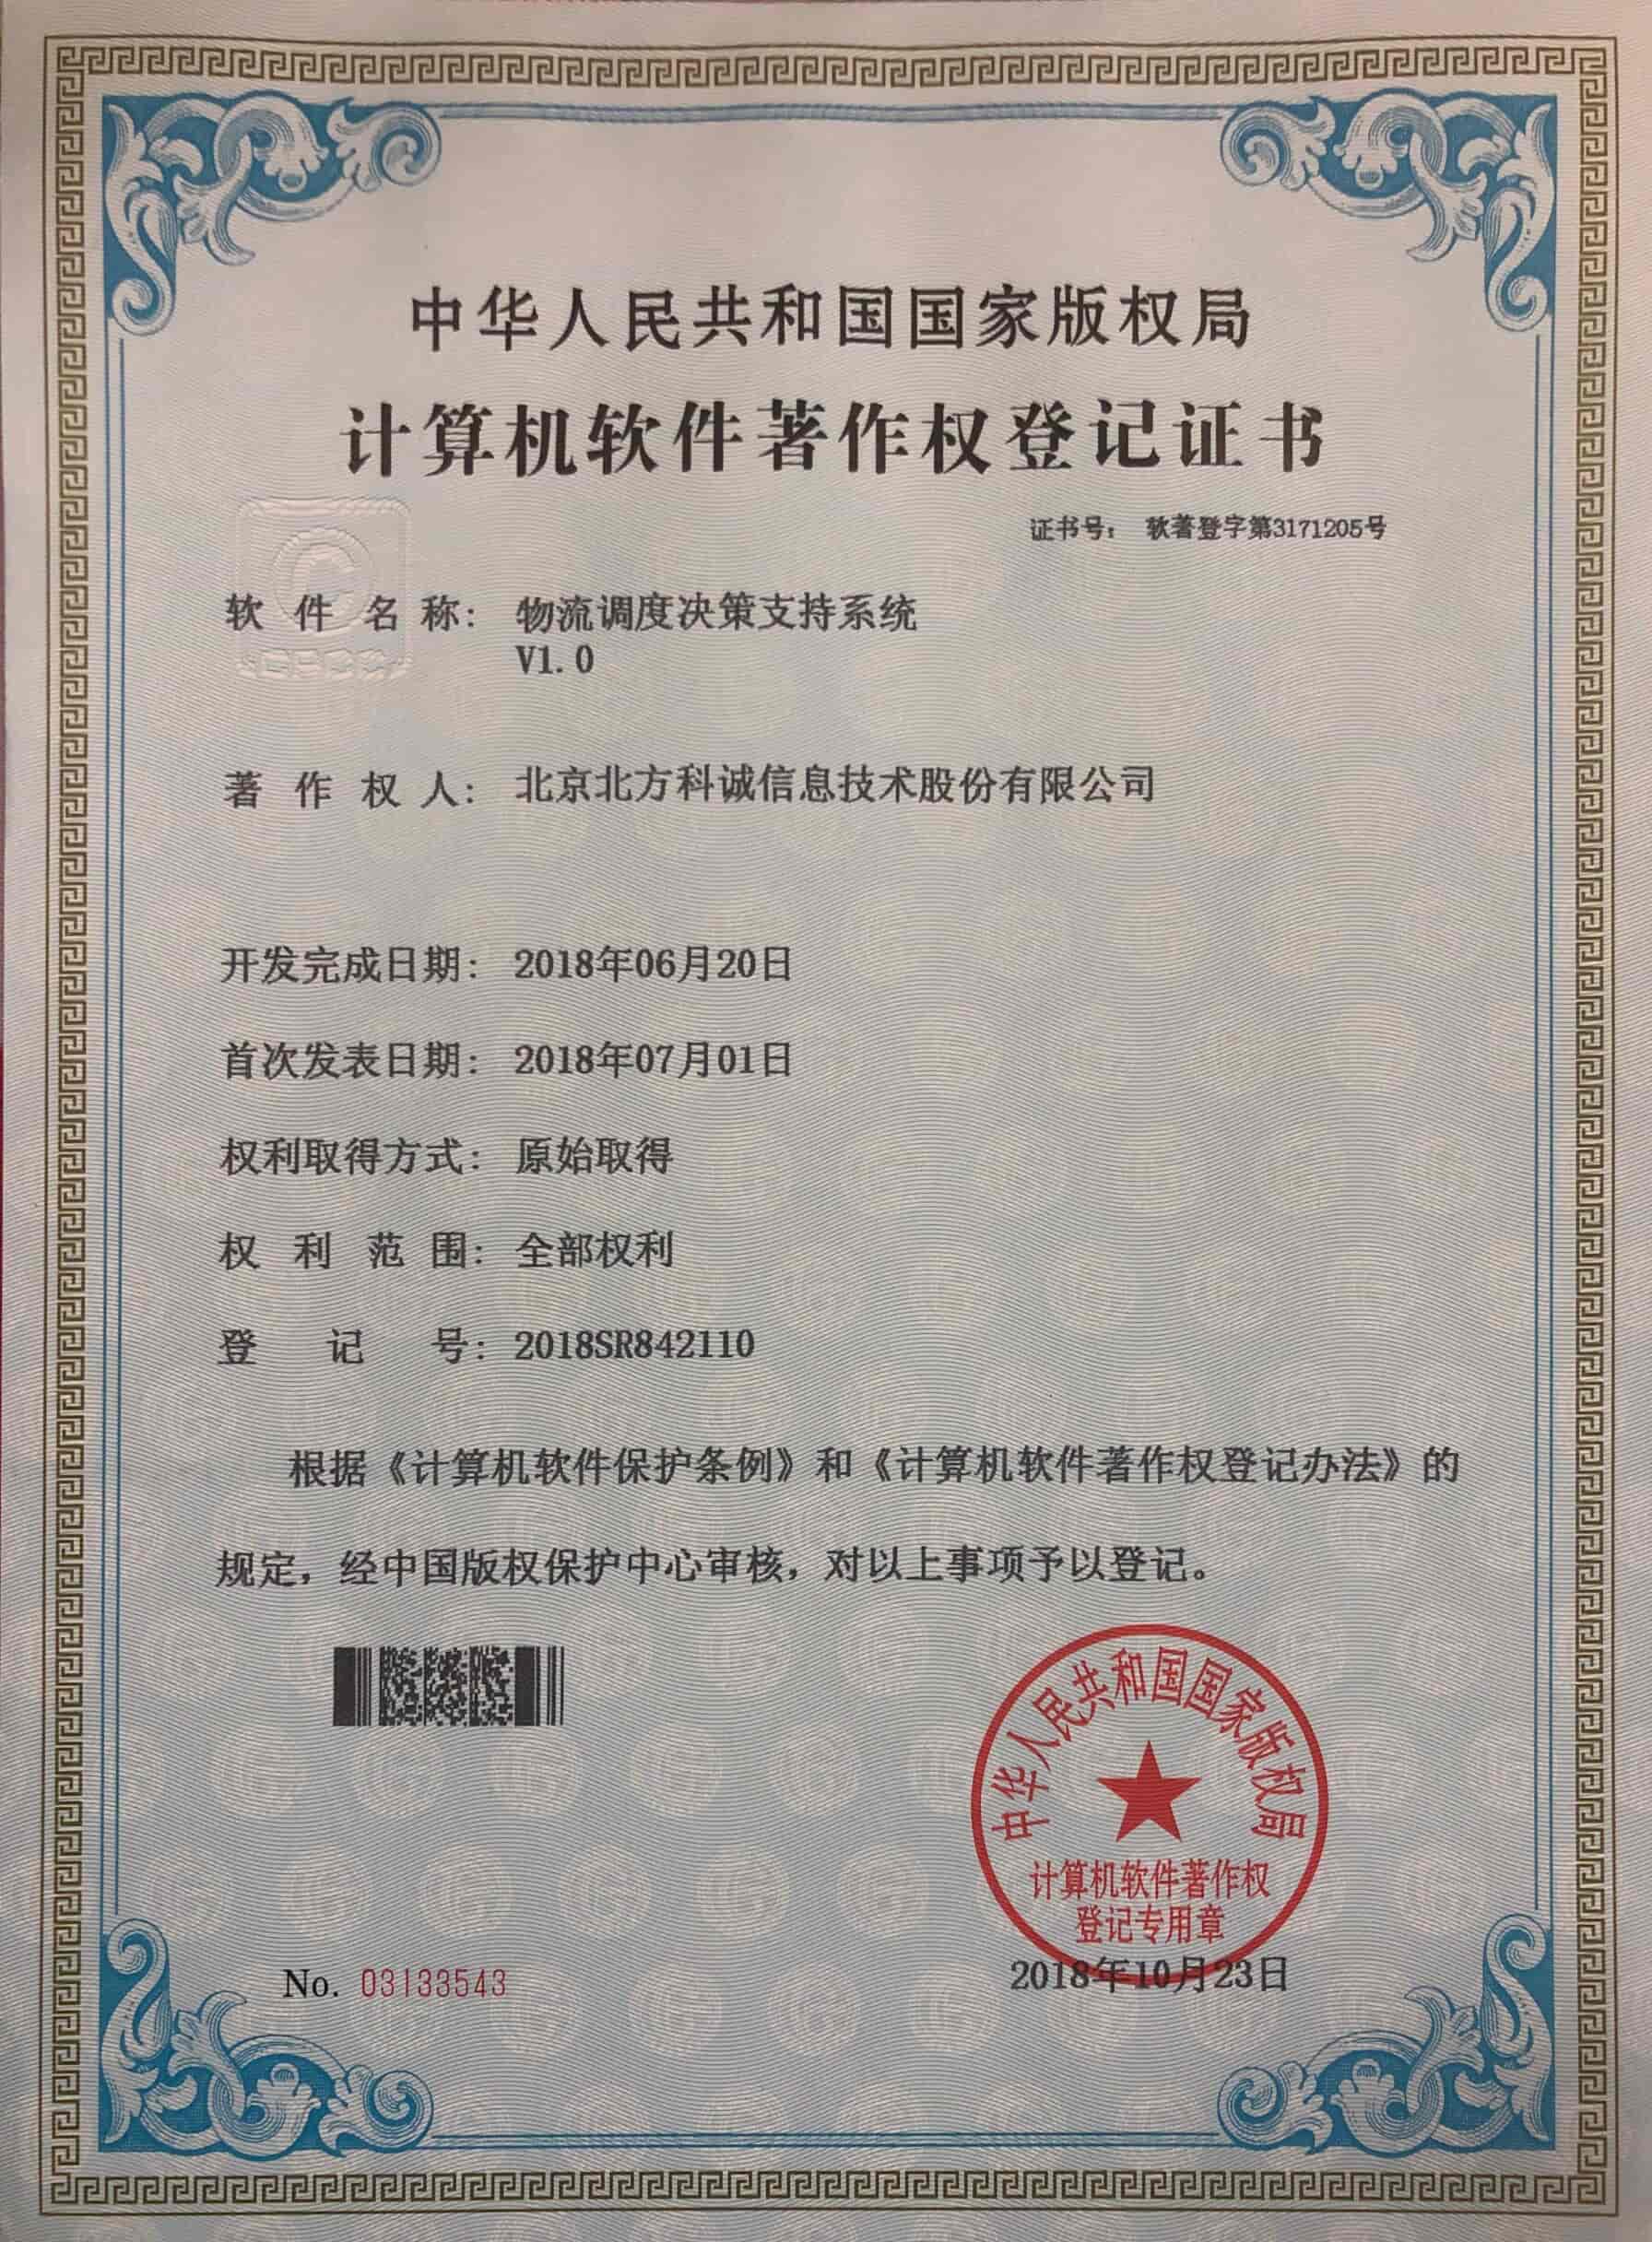 中华人民共和国国家版权局
计算机软件著作权登记证书
证书号： 软著登字第3171205号
软件名称： 物流调度决策支持系统
V1.0
著作权人： 北京北方科诚信息技术股份有限公司
开发完成日期： 2018年06月20日
首次发表日期： 2018年07月01日
权利取得方式： 原始取得
权利范围： 全部权利
登记号： 2018SR842110
根据《计算机软件保护条例》和《计算机软件著作权登记办法》的
规定，经中国版权保护中心审核，对以上事项予以登记。
中华人民共和国国家版权局
计算机软件著作权
登记专用章
No. 03133543
2018年10月23日